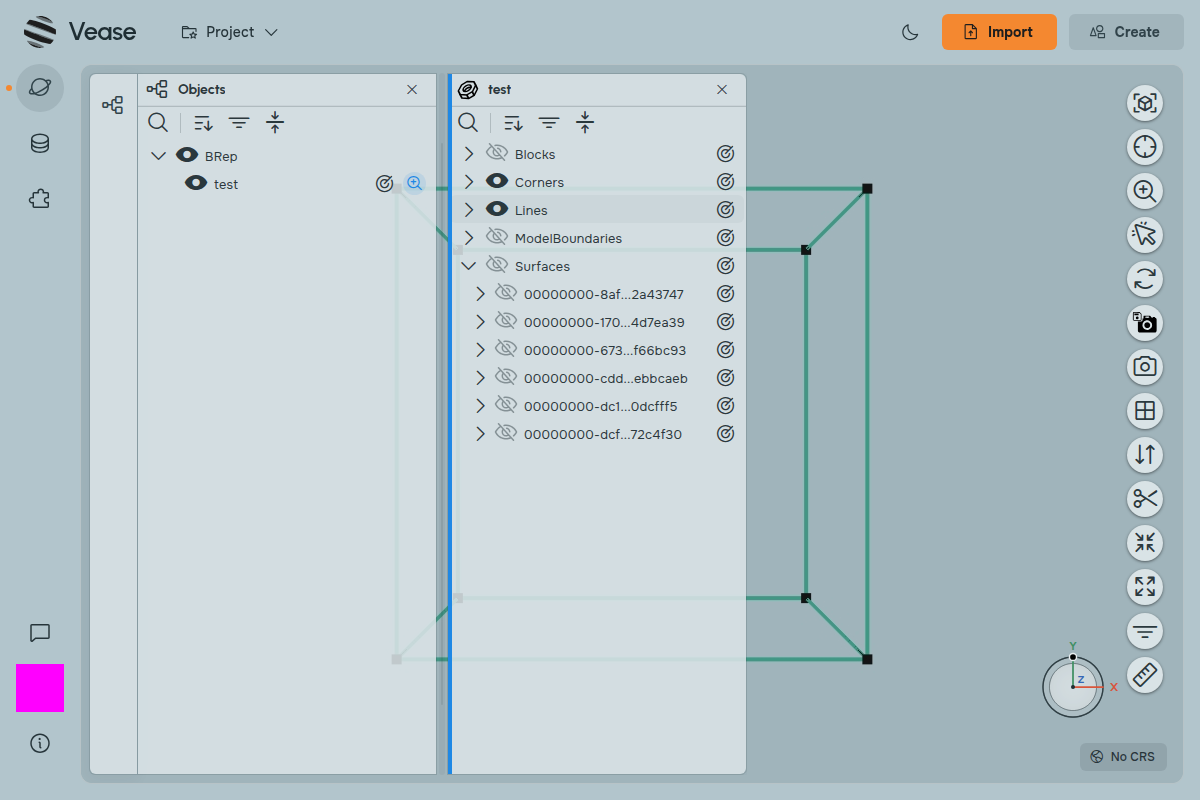 Vease
Project
Import
Create
Objects
test
BRep
test
Blocks
Corners
Lines
ModelBoundaries
Surfaces
00000000-8af...2a43747
00000000-170...4d7ea39
00000000-673...f66bc93
00000000-cdd...ebbcaeb
00000000-dc1...0dcfff5
00000000-dcf...72c4f30
Y
Z
X
No CRS